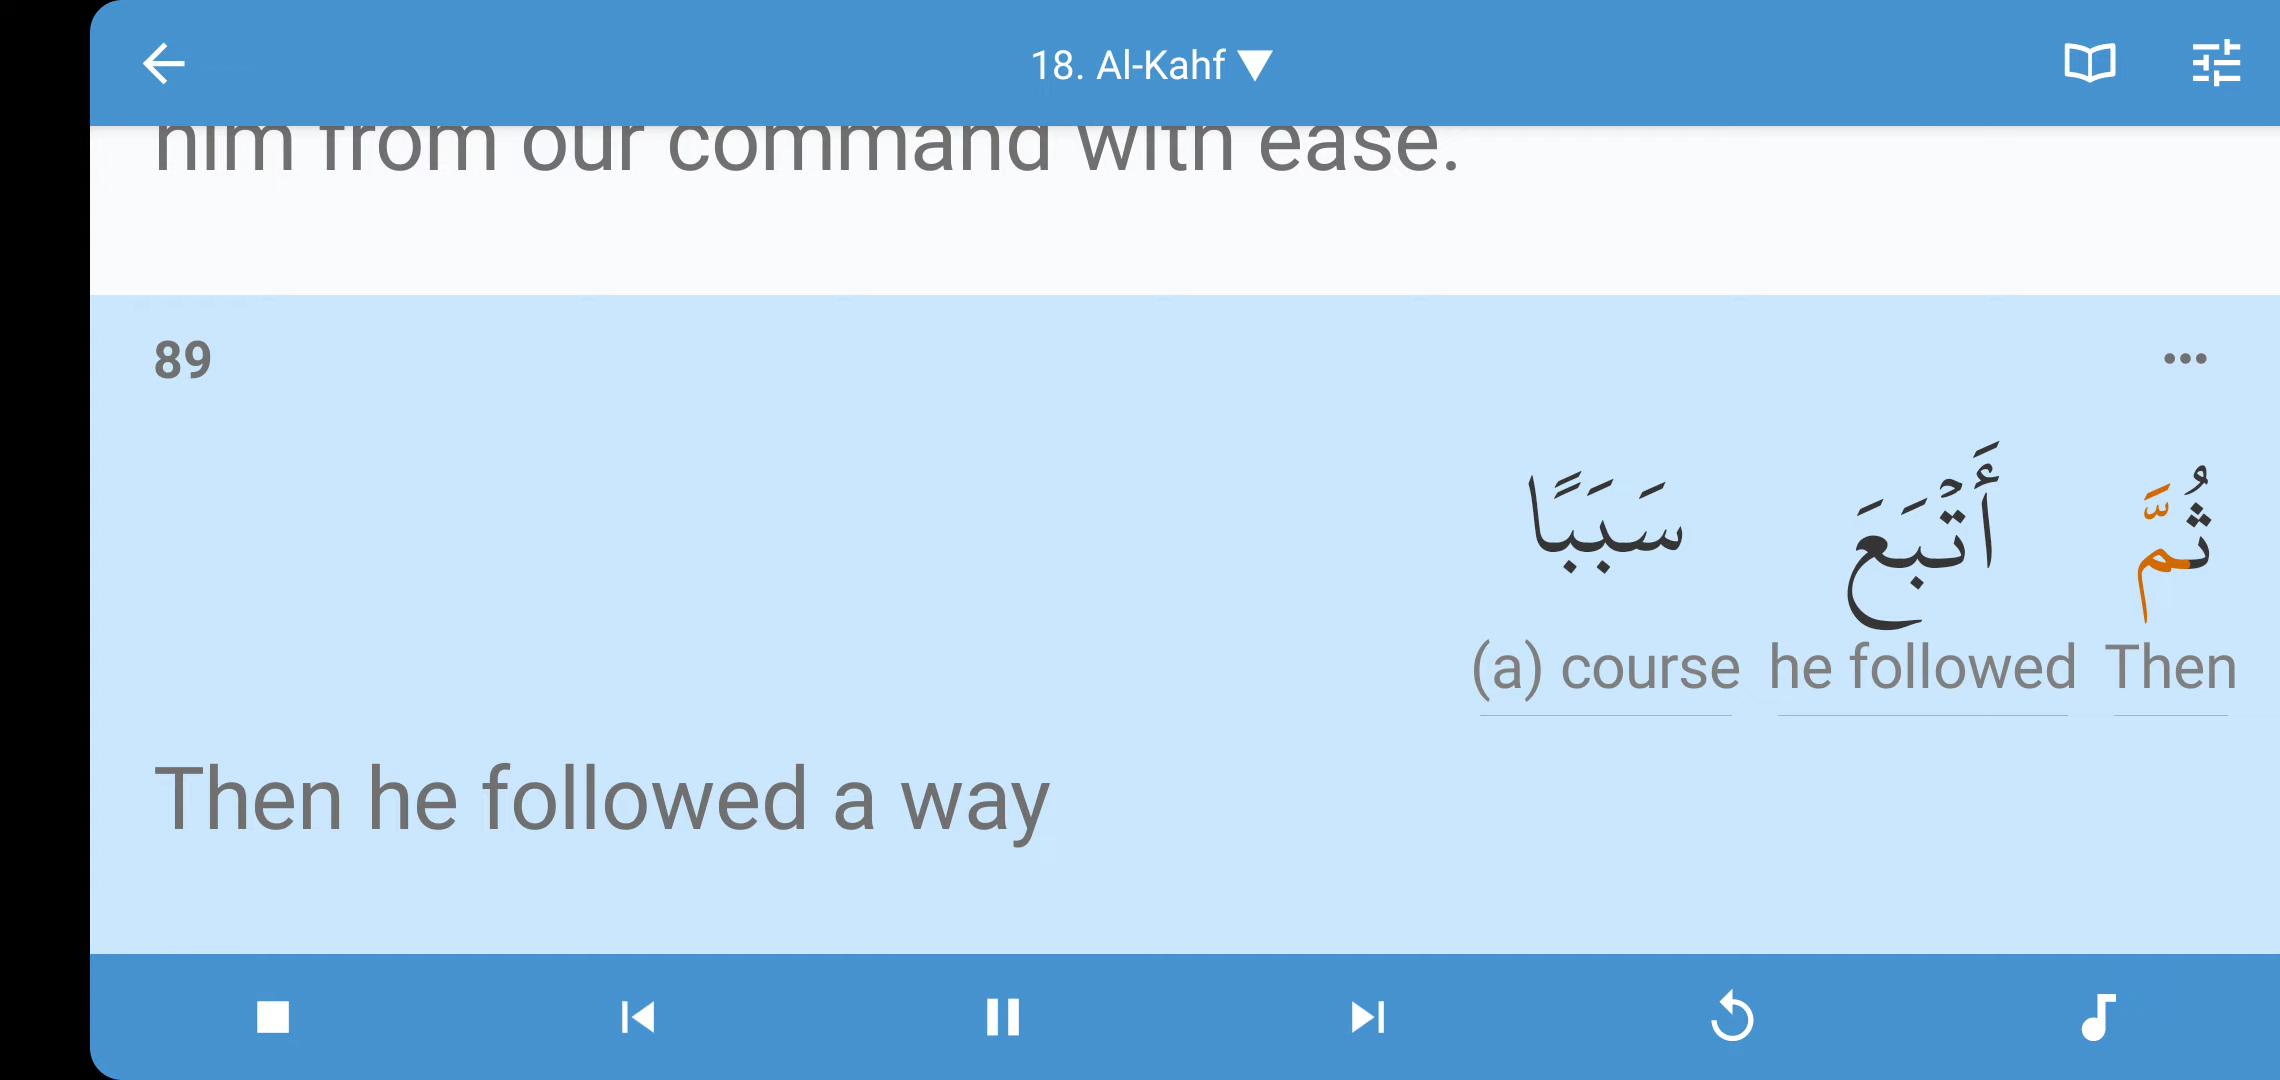 18. Al-Kahf ▼
him from our command with ease.
89
ثُمَّ أَتْبَعَ سَبَبًا
Then he followed (a) course
Then he followed a way